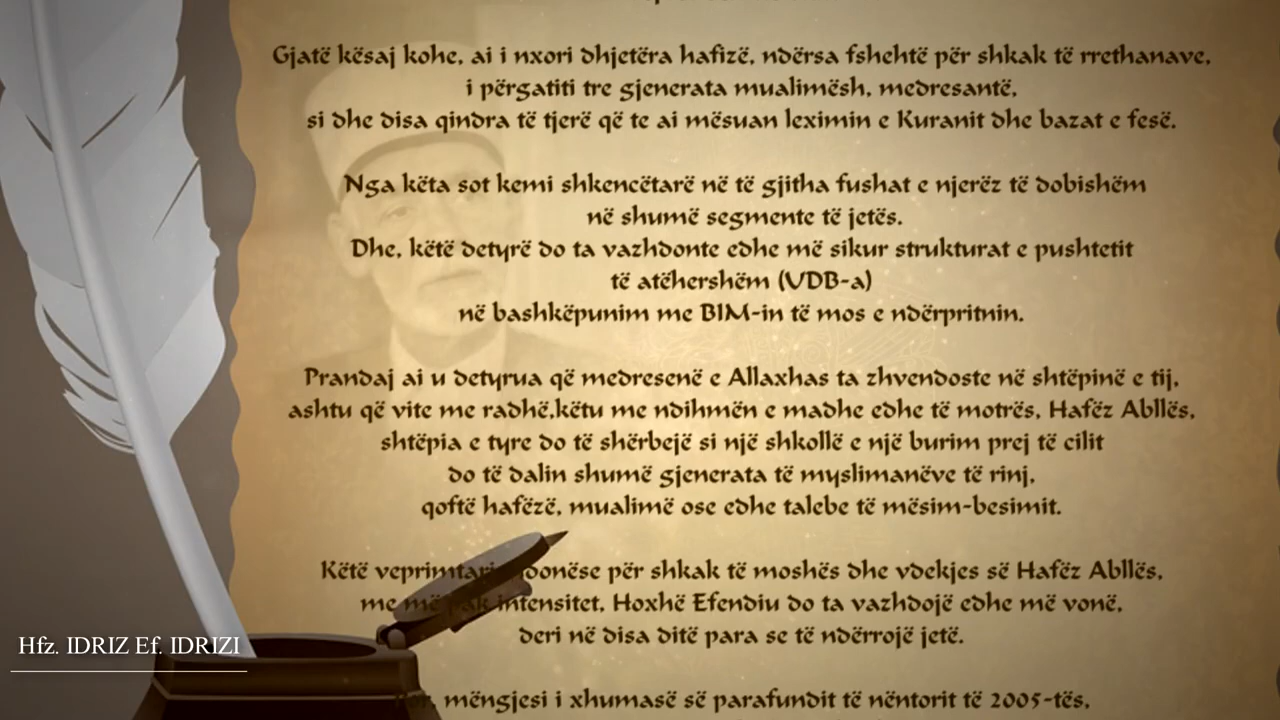 Gjatë kësaj kohe, ai i nxori dhjetëra hafizë, ndërsa fshehtë për shkak të rrethanave,
i përgatiti tre gjenerata mualimësh, medresantë,
si dhe disa qindra të tjerë që te ai mësuan leximin e Kuranit dhe bazat e fesë.
Nga këta sot kemi shkencëtarë në të gjitha fushat e njerëz të dobishëm
në shumë segmente të jetës.
Dhe, këtë detyrë do ta vazhdonte edhe më sikur strukturat e pushtetit
të atëhershëm (UDB-a)
në bashkëpunim me BIM-in të mos e ndërpritnin.
Prandaj ai u detyrua që medresenë e Allaxhas ta zhvendoste në shtëpinë e tij,
ashtu që vite me radhë,këtu me ndihmën e madhe edhe të motrës, Hafëz Abllës,
shtëpia e tyre do të shërbejë si një shkollë e një burim prej të cilit
do të dalin shumë gjenerata të myslimanëve të rinj,
qoftë hafëzë, mualimë ose edhe talebe të mësim-besimit.
Këtë veprimtari ndonëse për shkak të moshës dhe vdekjes së Hafëz Abllës,
me më pak intensitet, Hoxhë Efendiu do ta vazhdojë edhe më vonë,
deri në disa ditë para se të ndërrojë jetë.
Hfz. IDRIZ Ef. IDRIZI
mëngjesi i xhumasë së parafundit të nëntorit të 2005-tës,